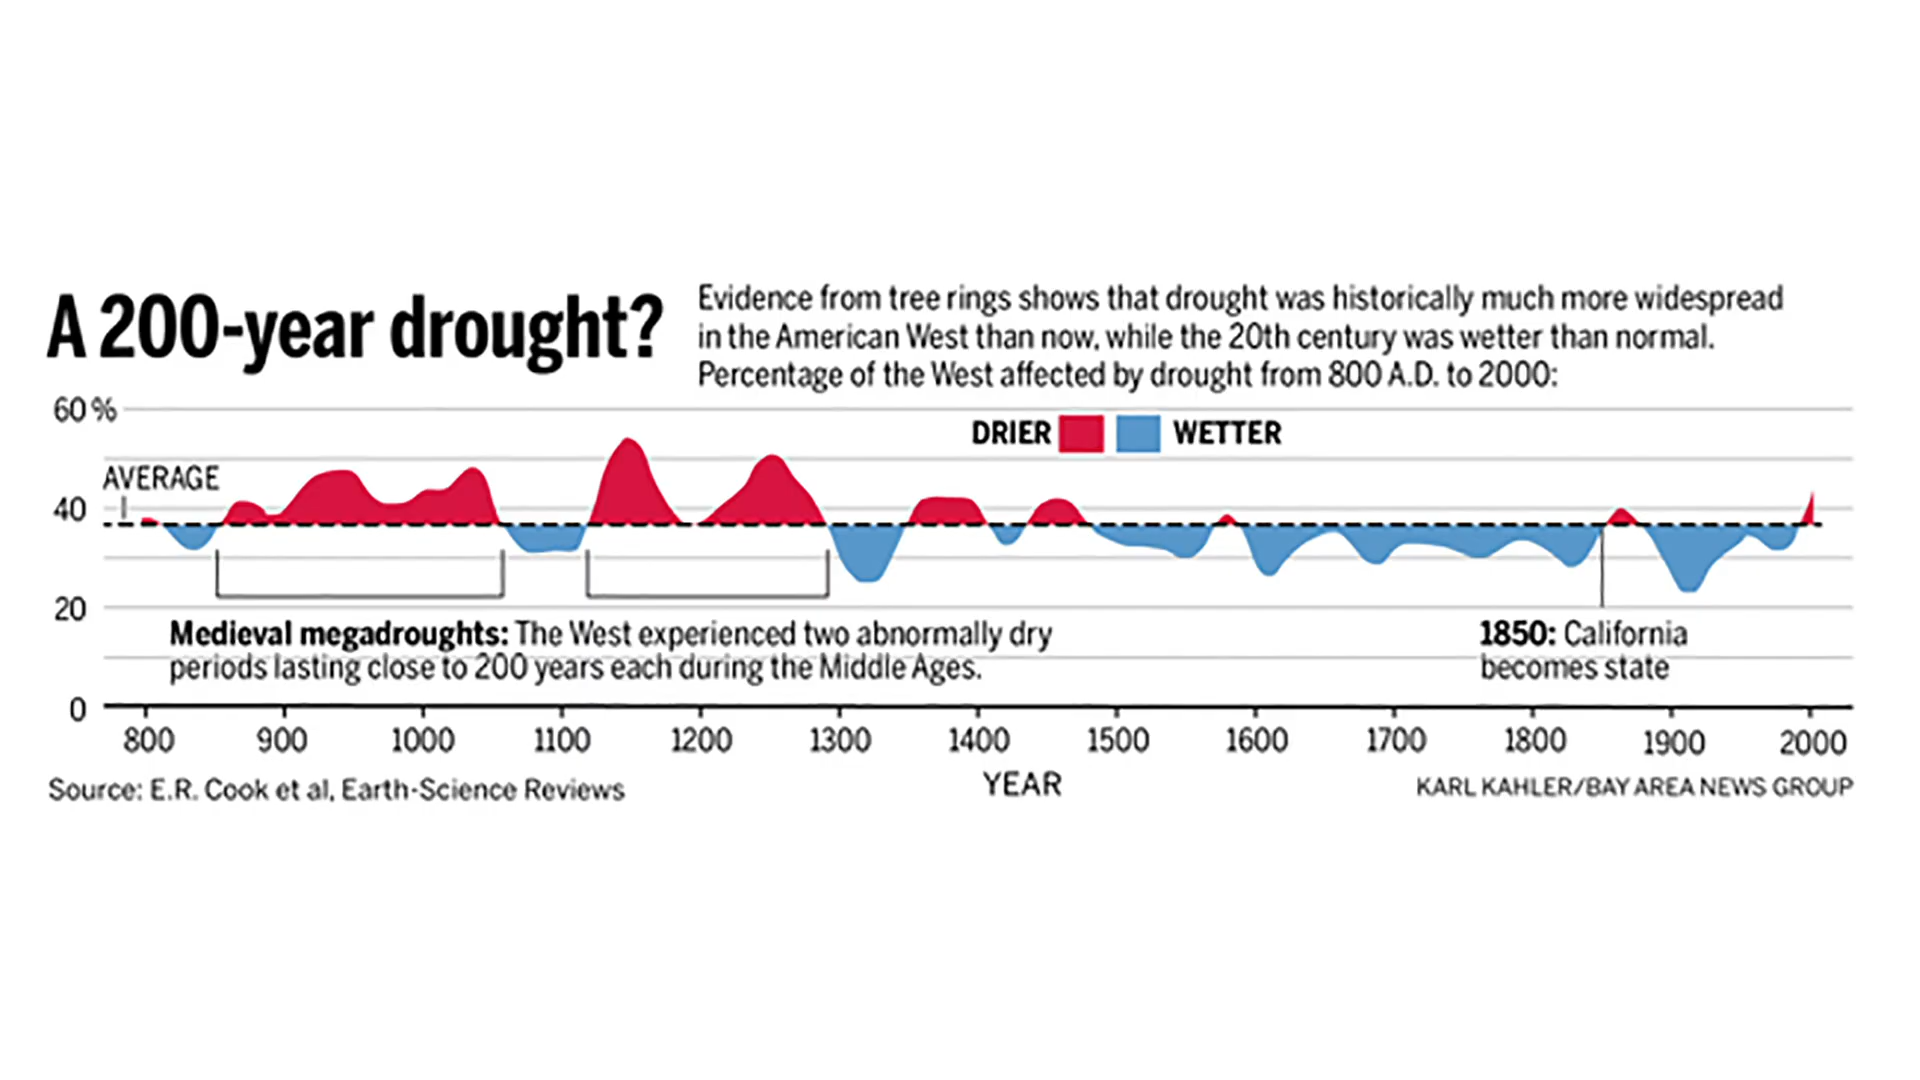 A 200-year drought?
Evidence from tree rings shows that drought was historically much more widespread
in the American West than now, while the 20th century was wetter than normal.
Percentage of the West affected by drought from 800 A.D. to 2000:
60%
DRIER
WETTER
AVERAGE
40
20
Medieval megadroughts: The West experienced two abnormally dry
periods lasting close to 200 years each during the Middle Ages.
1850: California
becomes state
0
800 900 1000 1100 1200 1300 1400 1500 1600 1700 1800 1900 2000
YEAR
Source: E.R. Cook et al, Earth-Science Reviews
KARL KAHLER/BAY AREA NEWS GROUP